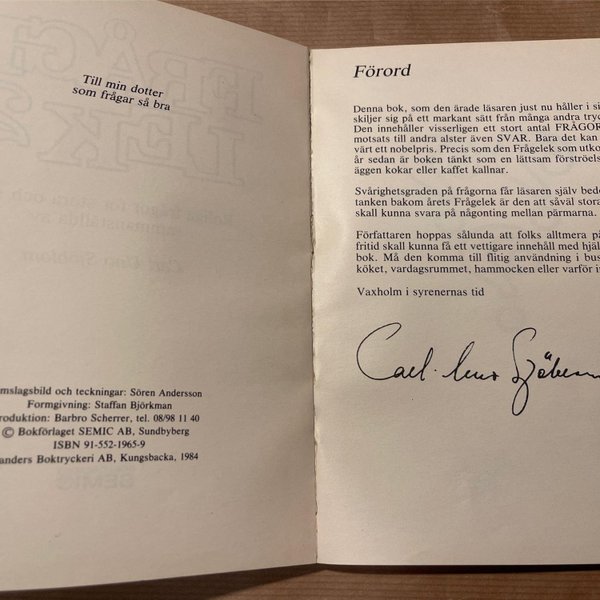 Till min dotter
som frågar så bra
mslagsbild och teckningar: Sören Andersson
Formgivning: Staffan Björkman
roduktion: Barbro Scherrer, tel. 08/98 11 40
© Bokförlaget SEMIC AB, Sundbyberg
ISBN 91-552-1965-9
anders Boktryckeri AB, Kungsbacka, 1984
Förord
Denna bok, som den ärade läsaren just nu håller i si
skiljer sig på ett markant sätt från många andra tryc
Den innehåller visserligen ett stort antal FRÅGOR
motsats till andra alster även SVAR. Bara det kan
värt ett nobelpris. Precis som den Frågelek som utko
år sedan är boken tänkt som en lättsam förströels
äggen kokar eller kaffet kallnar.
Svårighetsgraden på frågorna får läsaren själv bedö
tanken bakom årets Frågelek är den att såväl stora
skall kunna svara på någonting mellan pärmarna.
Författaren hoppas sålunda att folks alltmera på
fritid skall kunna få ett vettigare innehåll med hjäl
bok. Må den komma till flitig användning i bus
köket, vardagsrummet, hammocken eller varför i
Vaxholm i syrenernas tid